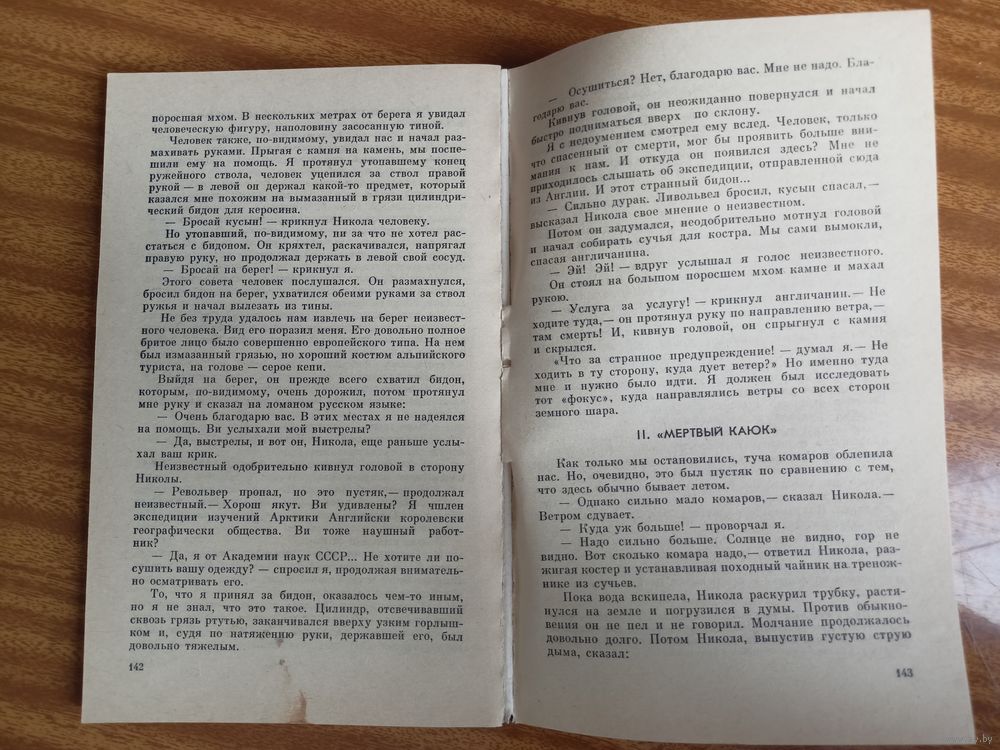 поросшая мхом. В нескольких метрах от берега я увидал
человеческую фигуру, наполовину засосанную тиной.
Человек также, по-видимому, увидал нас и начал раз-
махивать руками. Прыгая с камня на камень, мы поспе-
шили ему на помощь. Я протянул утопавшему конец
ружейного ствола, человек уцепился за ствол правой
рукой — в левой он держал какой-то предмет, который
казался мне похожим на вымазанный в грязи цилиндри-
ческий бидон для керосина.
— Бросай кусын! — крикнул Никола человеку.
Но утопавший, по-видимому, ни за что не хотел рас-
статься с бидоном. Он кряхтел, раскачивался, напрягал
правую руку, но продолжал держать в левой свой сосуд.
— Бросай на берег! — крикнул я.
Этого совета человек послушался. Он размахнулся,
бросил бидон на берег, ухватился обеими руками за ствол
ружья и начал вылезать из тины.
Не без труда удалось нам извлечь на берег неизвест-
ного человека. Вид его поразил меня. Его довольно полное
бритое лицо было совершенно европейского типа. На нем
был измазанный грязью, но хороший костюм альпийского
туриста, на голове — серое кепи.
Выйдя на берег, он прежде всего схватил бидон,
которым, по-видимому, очень дорожил, потом протянул
мне руку и сказал на ломаном русском языке:
— Очень благодарю вас. В этих местах я не надеялся
на помощь. Ви услыхали мой выстрелы?
— Да, выстрелы, и вот он, Никола, еще раньше услы-
хал ваш крик.
Неизвестный одобрительно кивнул головой в сторону
Николы.
— Револьвер пропал, но это пустяк,— продолжал
неизвестный.— Хорош якут. Ви удивлены? Я чшлен
экспедиции изучений Арктики Английски королевски
географически общества. Ви тоже наушный работ-
ник?
— Да, я от Академии наук СССР... Не хотите ли по-
сушить вашу одежду? — спросил я, продолжая вниматель-
но осматривать его.
То, что я принял за бидон, оказалось чем-то иным,
но я не знал, что это такое. Цилиндр, отсвечивавший
сквозь грязь ртутью, заканчивался вверху узким горлыш-
ком и, судя по натяжению руки, державшей его, был
довольно тяжелым.
142
— Осушиться? Нет, благодарю вас. Мне не надо. Бла-
годарю вас.
Кивнув головой, он неожиданно повернулся и начал
быстро подниматься вверх по склону.
Я с недоумением смотрел ему вслед. Человек, только
что спасенный от смерти, мог бы проявить больше вни-
мания к нам. И откуда он появился здесь? Мне не
приходилось слышать об экспедиции, отправленной сюда
из Англии. И этот странный бидон...
— Сильно дурак. Ливольвел бросил, кусын спасал,—
высказал Никола свое мнение о неизвестном.
Потом он задумался, неодобрительно мотнул головой
и начал собирать сучья для костра. Мы сами вымокли,
спасая англичанина.
— Эй! Эй! — вдруг услышал я голос неизвестного.
Он стоял на большом поросшем мхом камне и махал
рукою.
— Услуга за услугу! — крикнул англичанин.— Не
ходите туда,— он протянул руку по направлению ветра,—
там смерть! И, кивнув головой, он спрыгнул с камня
и скрылся.
«Что за странное предупреждение! — думал я.— Не
ходить в ту сторону, куда дует ветер?» Но именно туда
мне и нужно было идти. Я должен был исследовать
тот «фокус», куда направлялись ветры со всех сторон
земного шара.
II. «МЕРТВЫЙ КАЮК»
Как только мы остановились, туча комаров облепила
нас. Но, очевидно, это был пустяк по сравнению с тем,
что здесь обычно бывает летом.
— Однако сильно мало комаров,— сказал Никола.—
Ветром сдувает.
— Куда уж больше! — проворчал я.
— Надо сильно больше. Солнце не видно, гор не
видно. Вот сколько комара надо,— ответил Никола, раз-
жигая костер и устанавливая походный чайник на тренож-
нике из сучьев.
Пока вода вскипела, Никола раскурил трубку, растя-
нулся на земле и погрузился в думы. Против обыкно-
вения он не пел и не говорил. Молчание продолжалось
довольно долго. Потом Никола, выпустив густую струю
дыма, сказал:
143